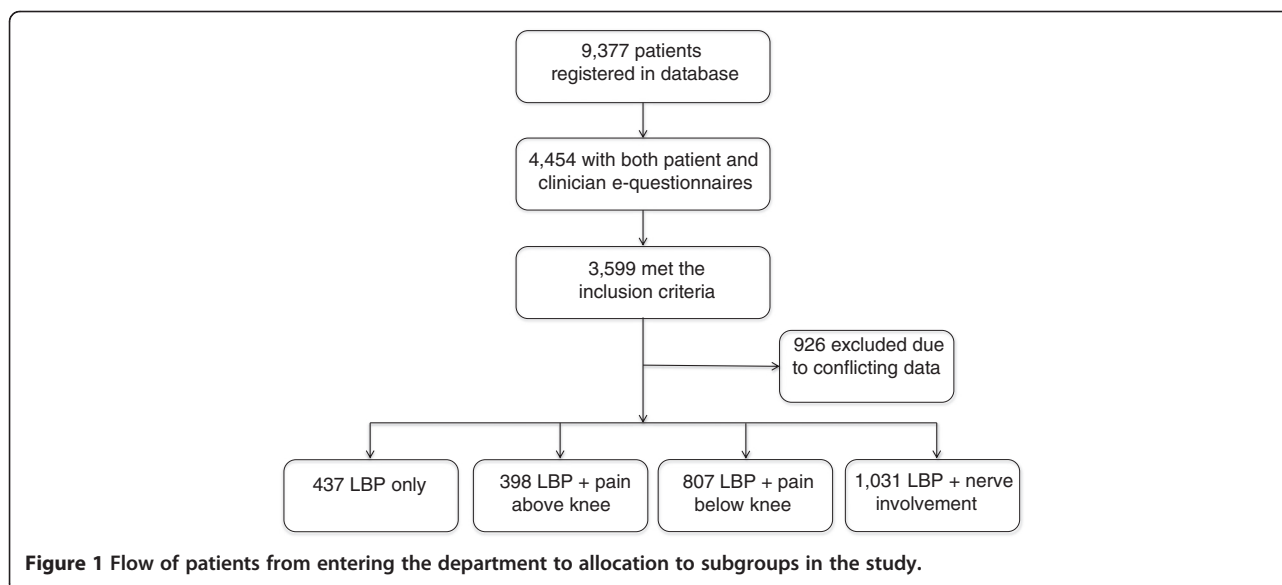 9,377 patients
registered in database
4,454 with both patient and
clinician e-questionnaires
3,599 met the
inclusion criteria
926 excluded due
to conflicting data
437 LBP only
398 LBP + pain
above knee
807 LBP + pain
below knee
1,031 LBP + nerve
involvement
Figure 1 Flow of patients from entering the department to allocation to subgroups in the study.